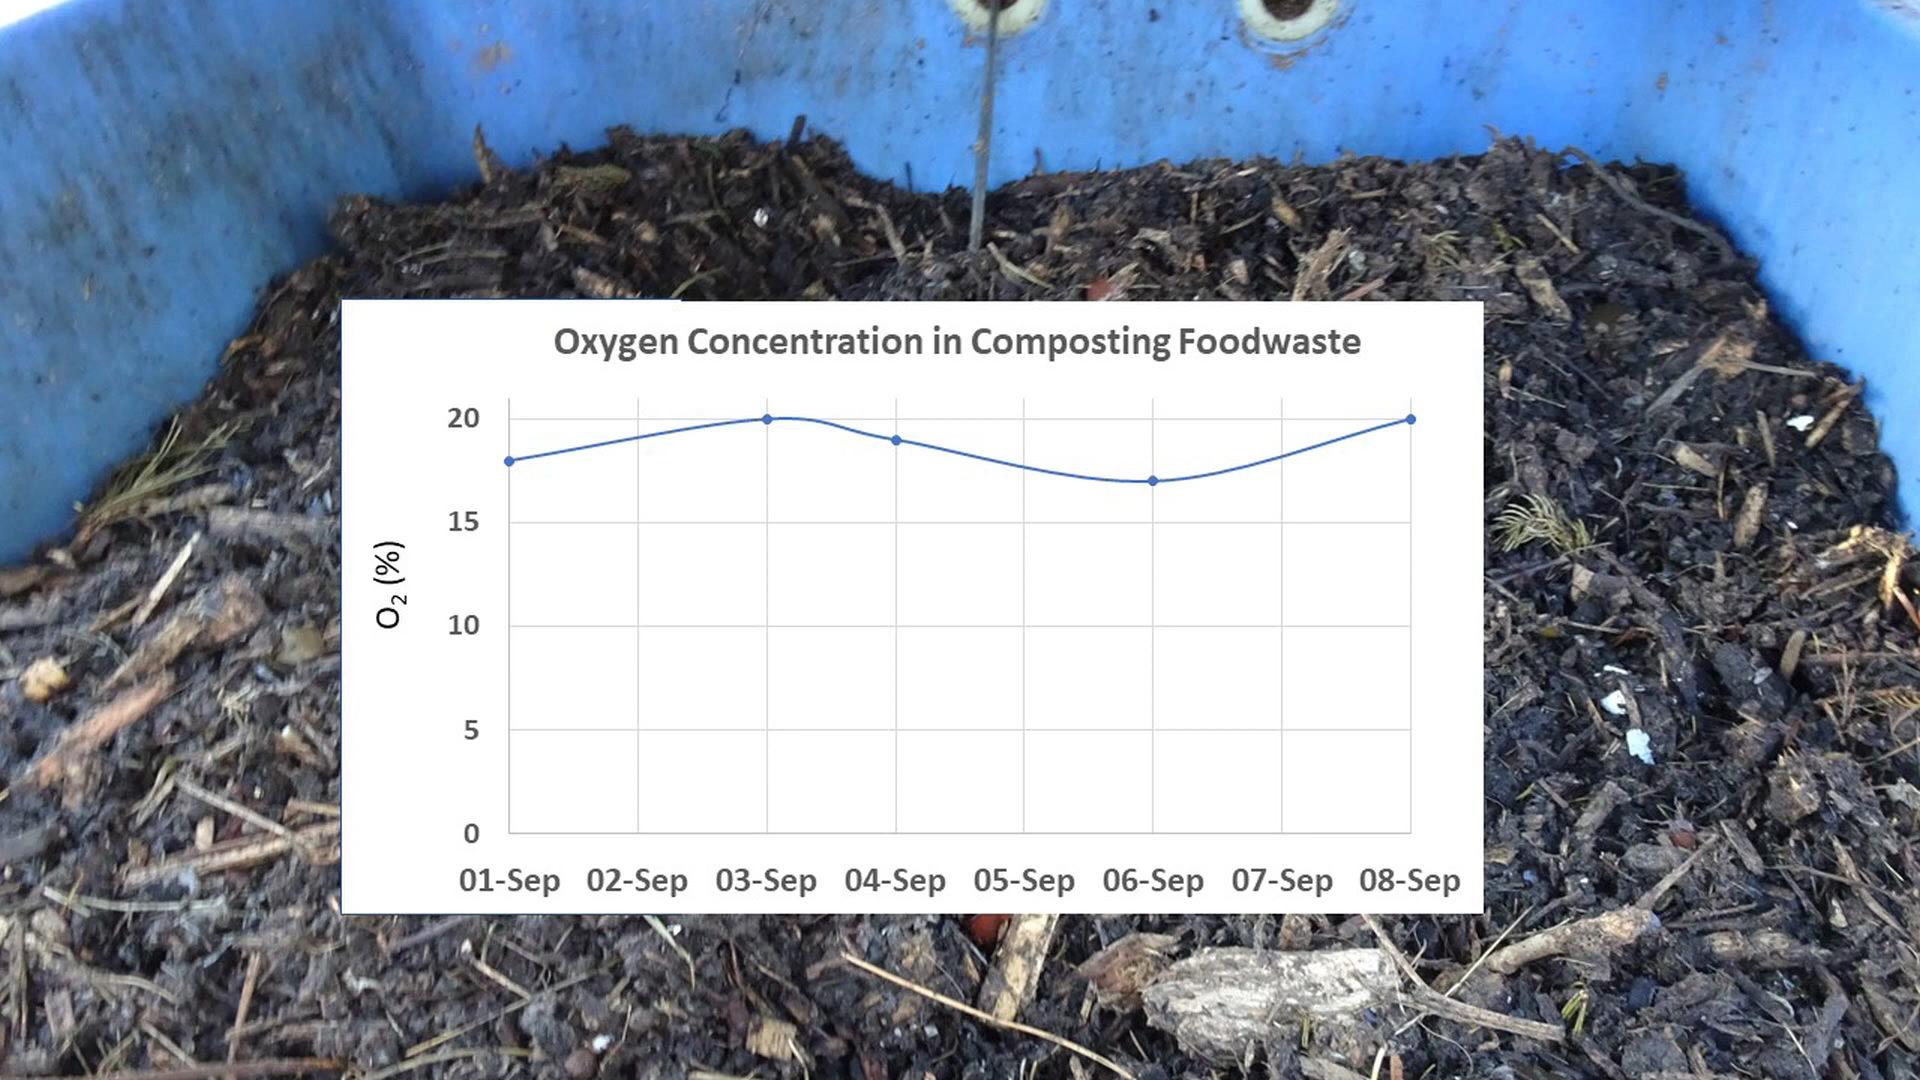 Oxygen Concentration in Composting Foodwaste
O₂ (%)
20
15
10
5
0
01-Sep 02-Sep 03-Sep 04-Sep 05-Sep 06-Sep 07-Sep 08-Sep